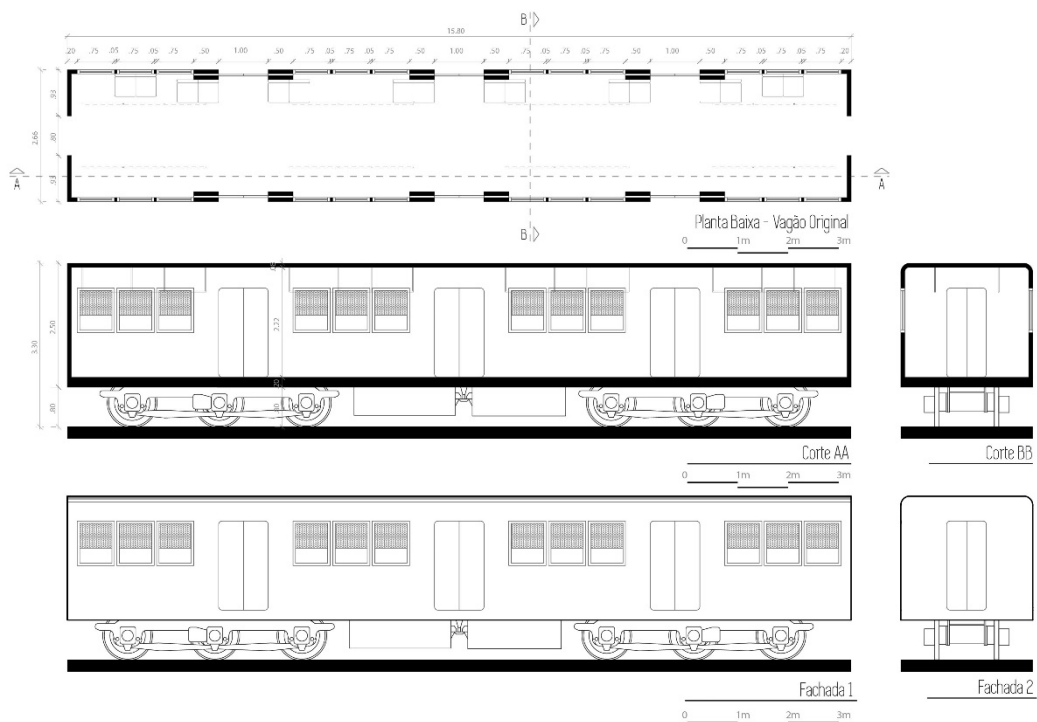 B
15.80
.20 .75 .05 .75 .05 .75 .50 1.00 .50 .75 .05 .75 .05 .75 .50 1.00 .50 .75 .05 .75 .05 .75 .50 1.00 .50 .75 .05 .75 .05 .75 .20
.93
2.66
.80
.93
A A
Planta Baixa - Vagão Original
B
0 1m 2m 3m
2.50
2.22
3.30
.20
.80
.80
Corte AA
Corte BB
0 1m 2m 3m
Fachada 1
Fachada 2
0 1m 2m 3m